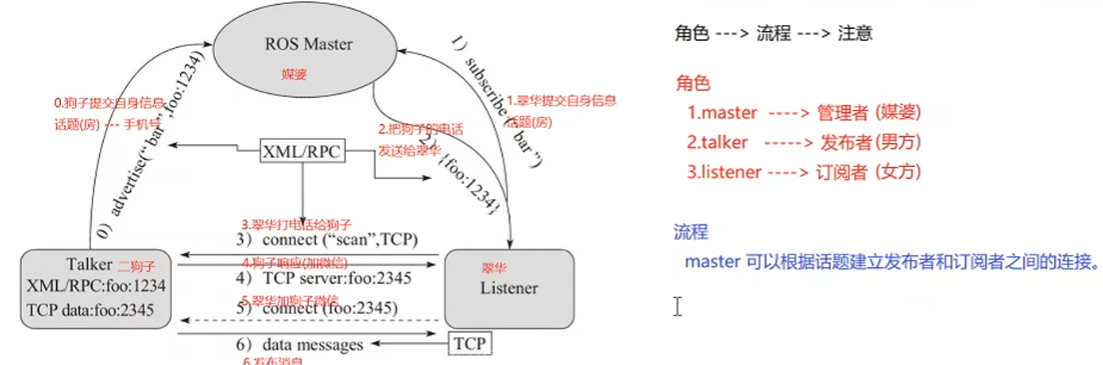 ROS Master
媒婆
0.狗子提交自身信息
话题(房) --- 手机号
0）advertise(“bar”,foo:1234)
1）subscribe（“bar”)
1.翠华提交自身信息
话题(房)
2.把狗子的电话
发送给翠华
2）{foo:1234}
XML/RPC
3.翠华打电话给狗子
3）connect (“scan”,TCP)
4.狗子响应(加微信)
4）TCP server:foo:2345
5.翠华加狗子微信
5）connect (foo:2345)
6）data messages
TCP
6.发布消息
Talker 二狗子
XML/RPC:foo:1234
TCP data:foo:2345
翠华
Listener
角色 ---> 流程 ---> 注意
角色
1.master ----> 管理者 (媒婆)
2.talker -----> 发布者 (男方)
3.listener ----> 订阅者 (女方)
流程
master 可以根据话题建立发布者和订阅者之间的连接。